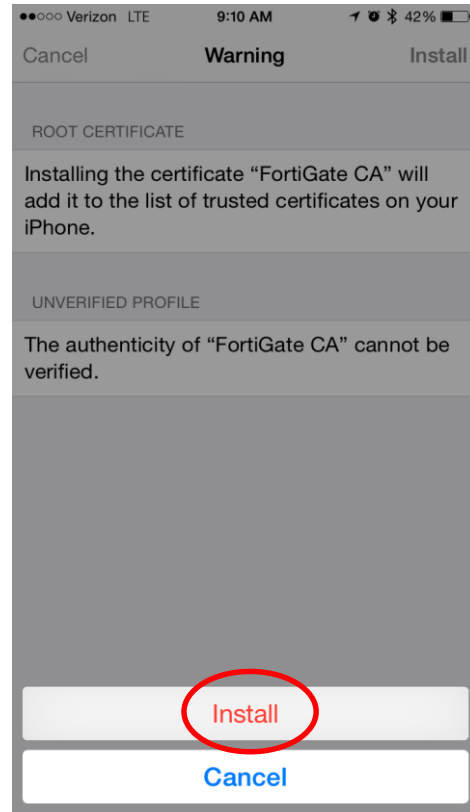 ●●○○○ Verizon LTE 9:10 AM 42%
Cancel Warning Install
ROOT CERTIFICATE
Installing the certificate “FortiGate CA” will
add it to the list of trusted certificates on your
iPhone.
UNVERIFIED PROFILE
The authenticity of “FortiGate CA” cannot be
verified.
Install
Cancel